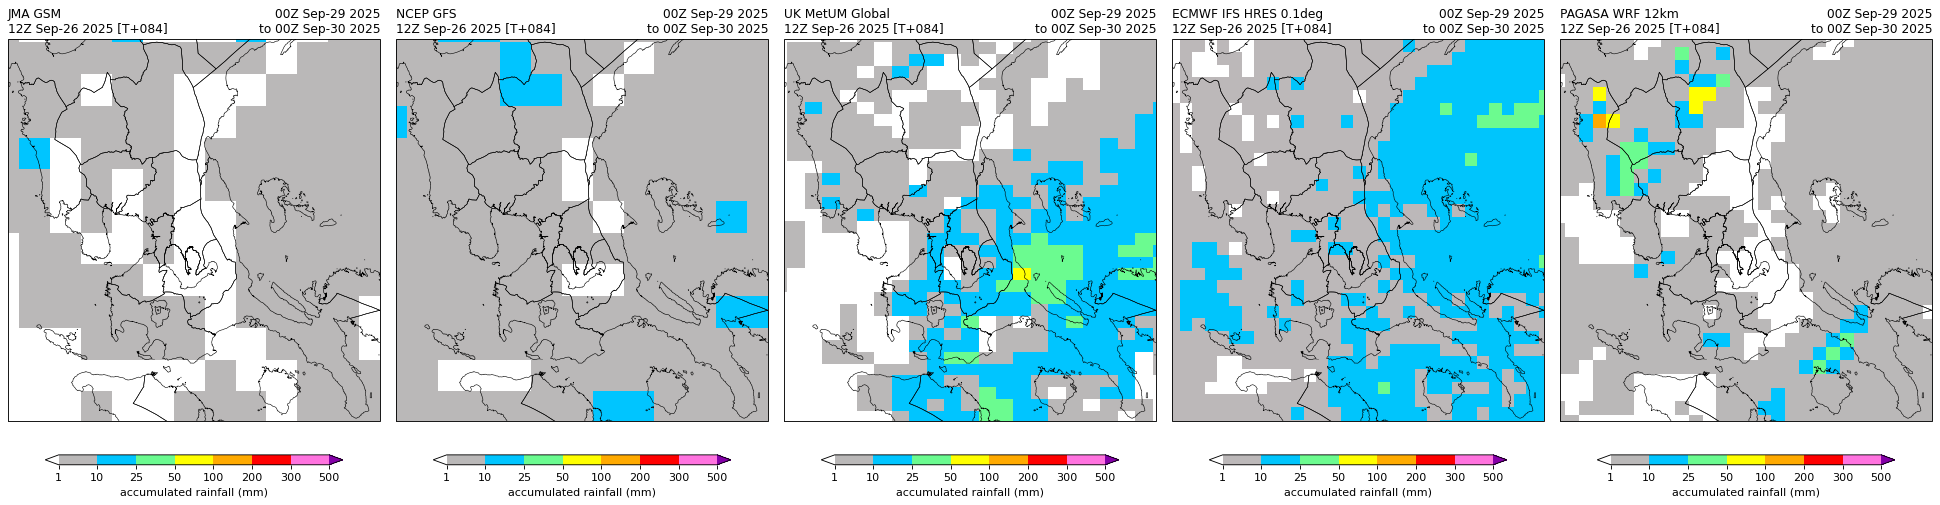 JMA GSM 00Z Sep-29 2025
12Z Sep-26 2025 [T+084] to 00Z Sep-30 2025
1 10 25 50 100 200 300 500
accumulated rainfall (mm)
NCEP GFS 00Z Sep-29 2025
12Z Sep-26 2025 [T+084] to 00Z Sep-30 2025
1 10 25 50 100 200 300 500
accumulated rainfall (mm)
UK MetUM Global 00Z Sep-29 2025
12Z Sep-26 2025 [T+084] to 00Z Sep-30 2025
1 10 25 50 100 200 300 500
accumulated rainfall (mm)
ECMWF IFS HRES 0.1deg 00Z Sep-29 2025
12Z Sep-26 2025 [T+084] to 00Z Sep-30 2025
1 10 25 50 100 200 300 500
accumulated rainfall (mm)
PAGASA WRF 12km 00Z Sep-29 2025
12Z Sep-26 2025 [T+084] to 00Z Sep-30 2025
1 10 25 50 100 200 300 500
accumulated rainfall (mm)